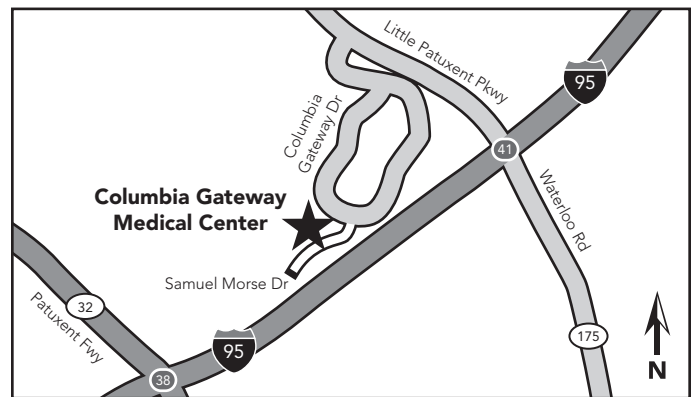 Little Patuxent Pkwy
95
Columbia
Gateway Dr
41
Columbia Gateway
Medical Center
Waterloo Rd
Samuel Morse Dr
32
Patuxent Fwy
175
95
N
38